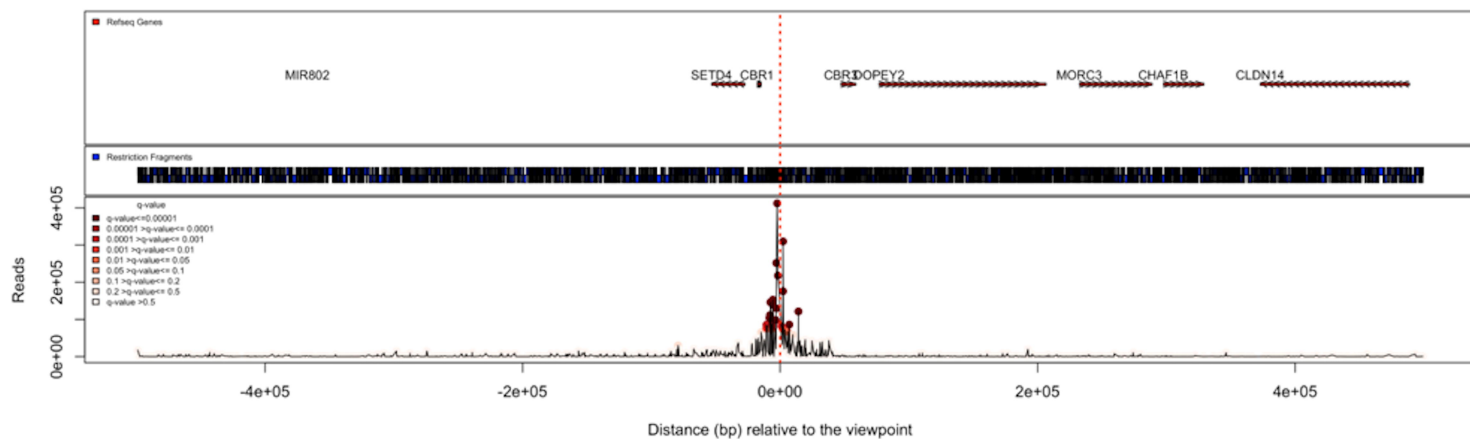 Refseq Genes
MIR802 SETD4 CBR1 CBR3 DOPEY2 MORC3 CHAF1B CLDN14
Restriction Fragments
q-value
q-value<=0.00001
0.00001 >q-value<= 0.0001
0.0001 >q-value<= 0.001
0.001 >q-value<= 0.01
0.01 >q-value<= 0.05
0.05 >q-value<= 0.1
0.1 >q-value<= 0.2
0.2 >q-value<= 0.5
q-value >0.5
Reads
4e+05
2e+05
0e+00
-4e+05 -2e+05 0e+00 2e+05 4e+05
Distance (bp) relative to the viewpoint